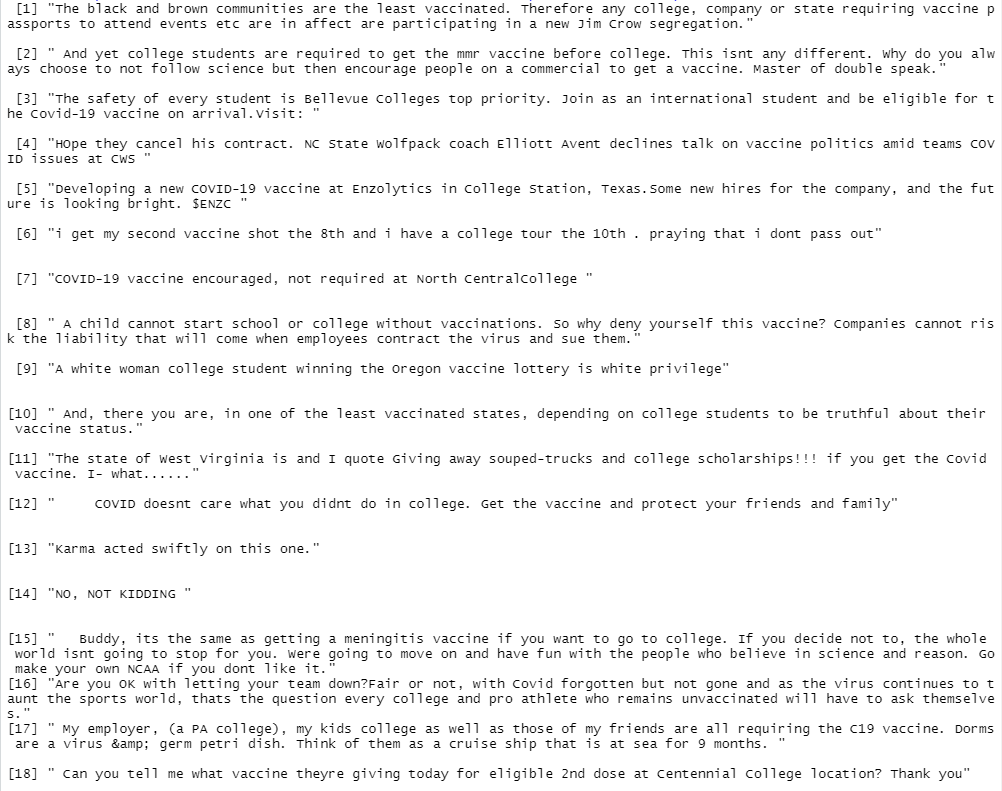 [1] "The black and brown communities are the least vaccinated. Therefore any college, company or state requiring vaccine p
assports to attend events etc are in affect are participating in a new Jim Crow segregation."
[2] " And yet college students are required to get the mmr vaccine before college. This isnt any different. Why do you alw
ays choose to not follow science but then encourage people on a commercial to get a vaccine. Master of double speak."
[3] "The safety of every student is Bellevue Colleges top priority. Join as an international student and be eligible for t
he Covid-19 vaccine on arrival.Visit: "
[4] "HOpe they cancel his contract. NC State Wolfpack coach Elliott Avent declines talk on vaccine politics amid teams COV
ID issues at CWS "
[5] "Developing a new COVID-19 vaccine at Enzolytics in College Station, Texas.Some new hires for the company, and the fut
ure is looking bright. $ENZC "
[6] "i get my second vaccine shot the 8th and i have a college tour the 10th . praying that i dont pass out"
[7] "COVID-19 vaccine encouraged, not required at North CentralCollege "
[8] " A child cannot start school or college without vaccinations. So why deny yourself this vaccine? Companies cannot ris
k the liability that will come when employees contract the virus and sue them."
[9] "A white woman college student winning the Oregon vaccine lottery is white privilege"
[10] " And, there you are, in one of the least vaccinated states, depending on college students to be truthful about their
vaccine status."
[11] "The state of West Virginia is and I quote Giving away souped-trucks and college scholarships!!! if you get the Covid
vaccine. I- what......"
[12] "     COVID doesnt care what you didnt do in college. Get the vaccine and protect your friends and family"
[13] "Karma acted swiftly on this one."
[14] "NO, NOT KIDDING "
[15] "   Buddy, its the same as getting a meningitis vaccine if you want to go to college. If you decide not to, the whole
world isnt going to stop for you. Were going to move on and have fun with the people who believe in science and reason. Go
make your own NCAA if you dont like it."
[16] "Are you OK with letting your team down?Fair or not, with Covid forgotten but not gone and as the virus continues to t
aunt the sports world, thats the question every college and pro athlete who remains unvaccinated will have to ask themselve
s."
[17] " My employer, (a PA college), my kids college as well as those of my friends are all requiring the C19 vaccine. Dorms
are a virus &amp; germ petri dish. Think of them as a cruise ship that is at sea for 9 months. "
[18] " Can you tell me what vaccine theyre giving today for eligible 2nd dose at Centennial College location? Thank you"